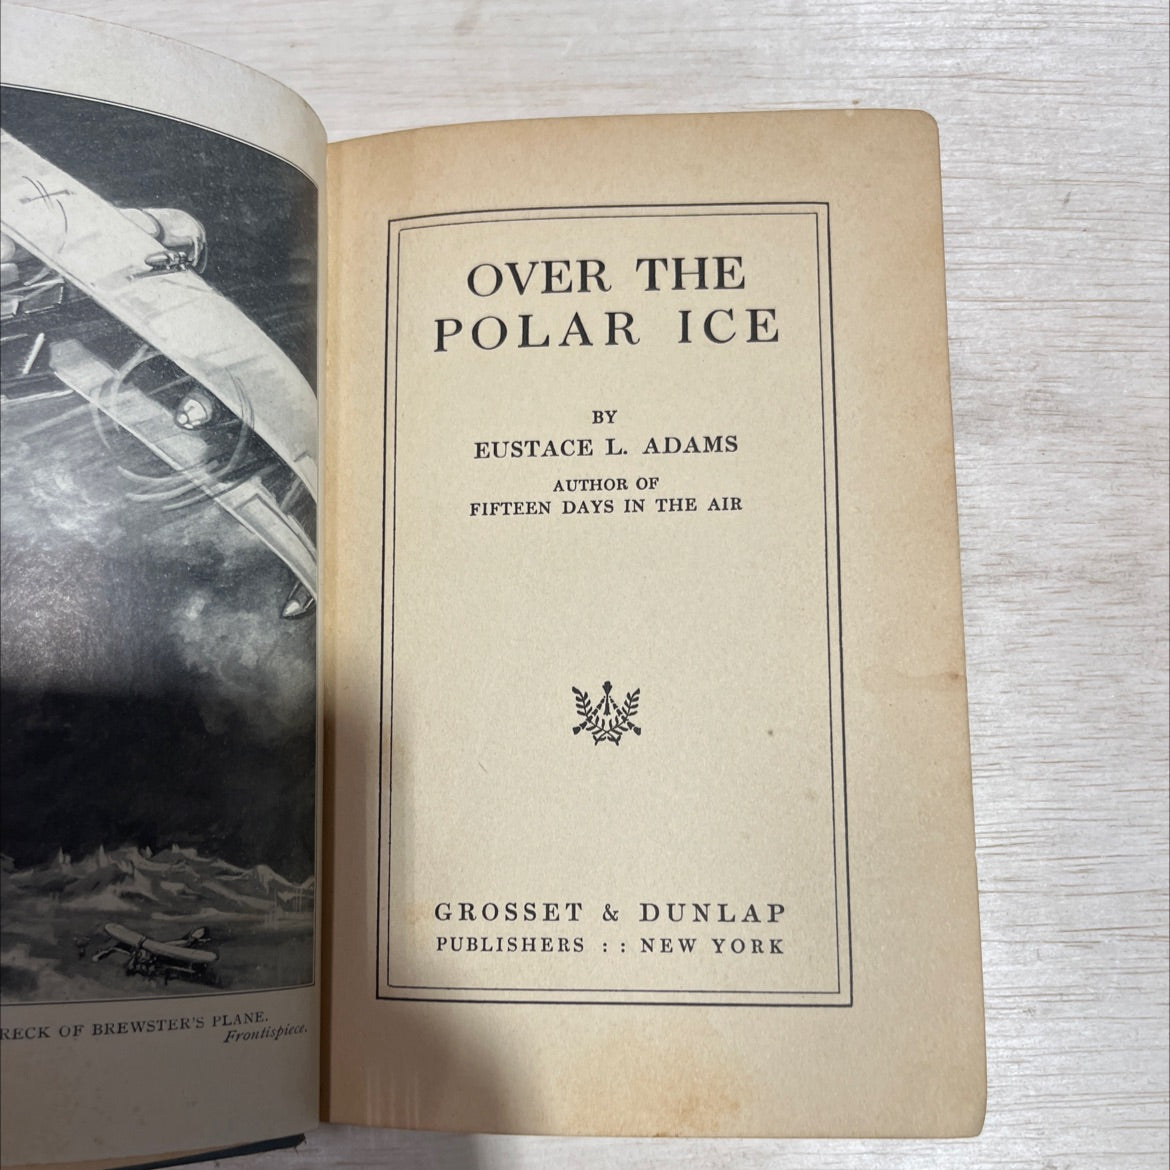 OF BREWSTER'S PLANE.
Frontispiece.
OVER THE
POLAR ICE
BY
EUSTACE L. ADAMS
AUTHOR OF
FIFTEEN DAYS IN THE AIR
GROSSET & DUNLAP
PUBLISHERS : : NEW YORK